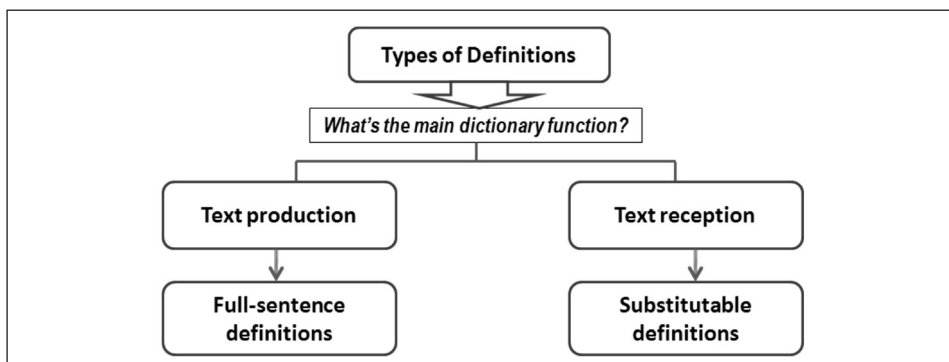 Types of Definitions
What's the main dictionary function?
Text production
Text reception
Full-sentence
definitions
Substitutable
definitions